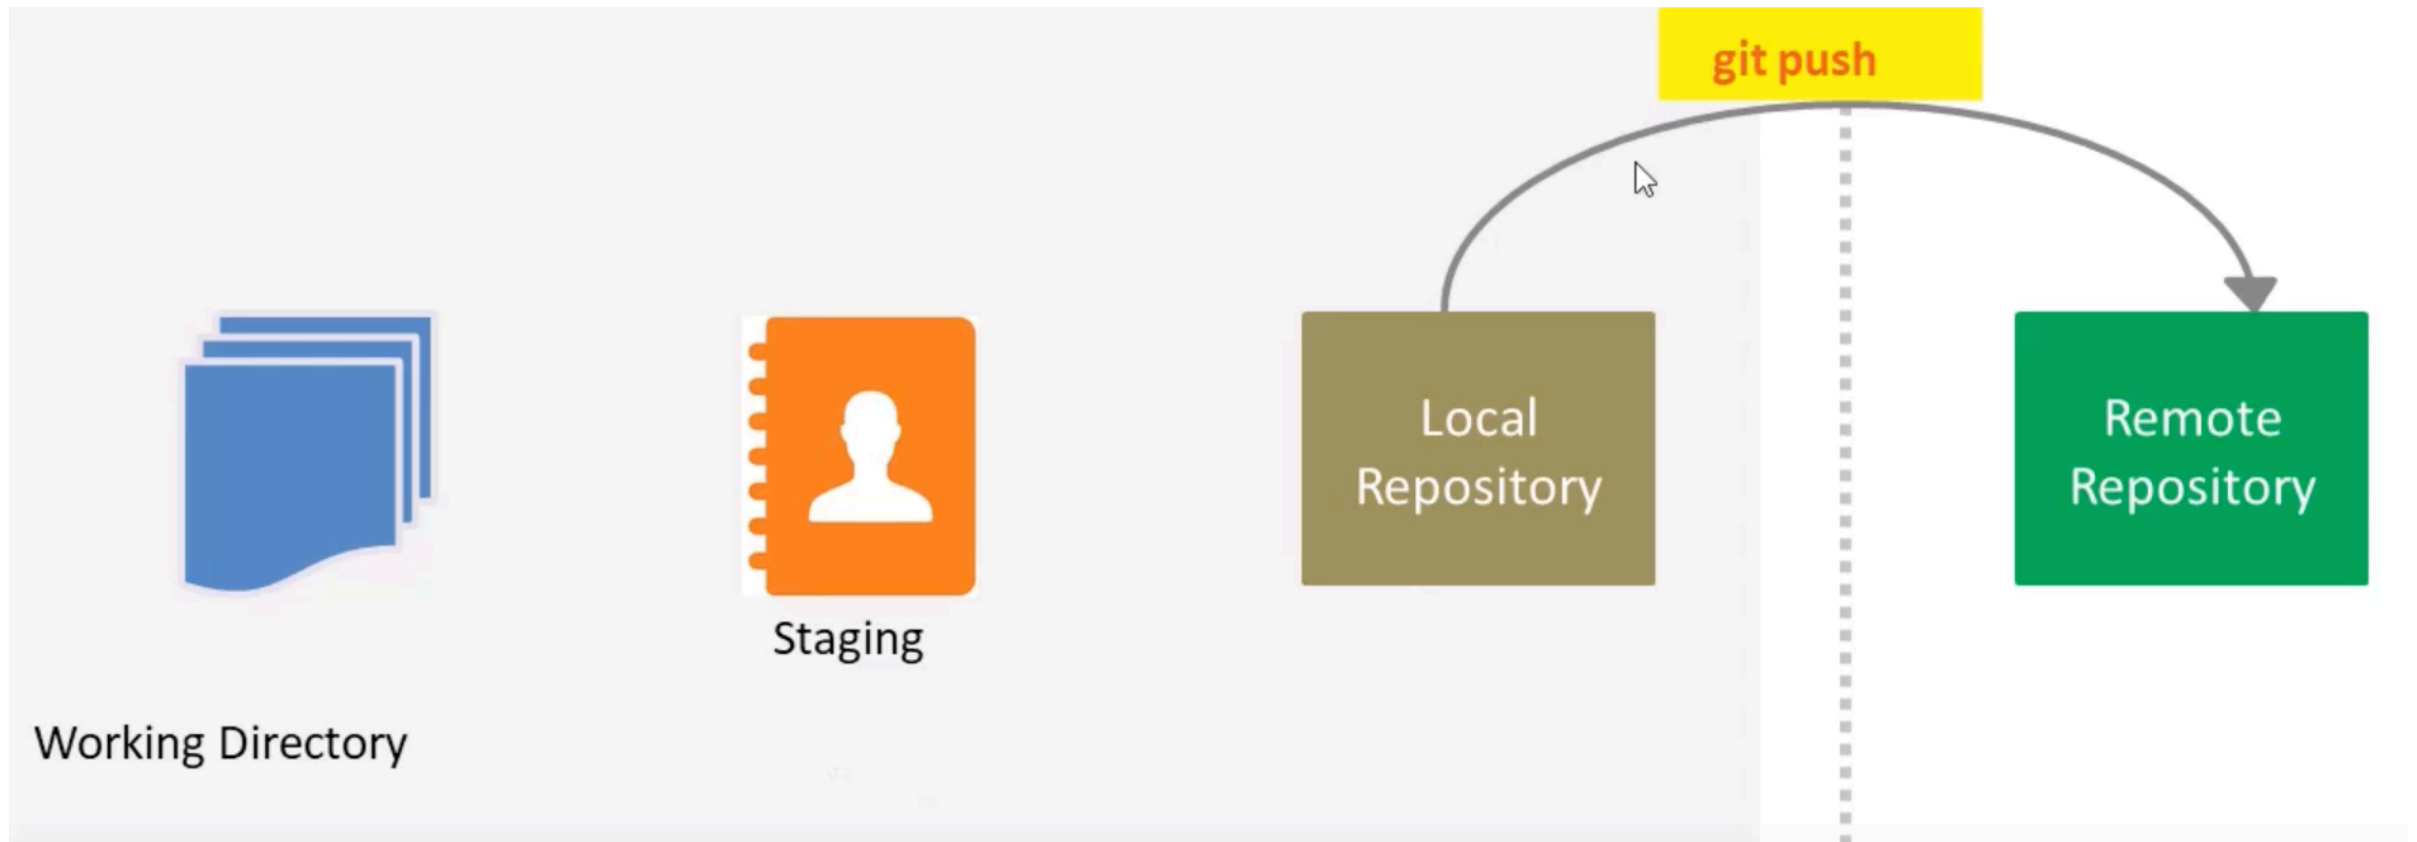 git push
Local
Repository
Remote
Repository
Staging
Working Directory